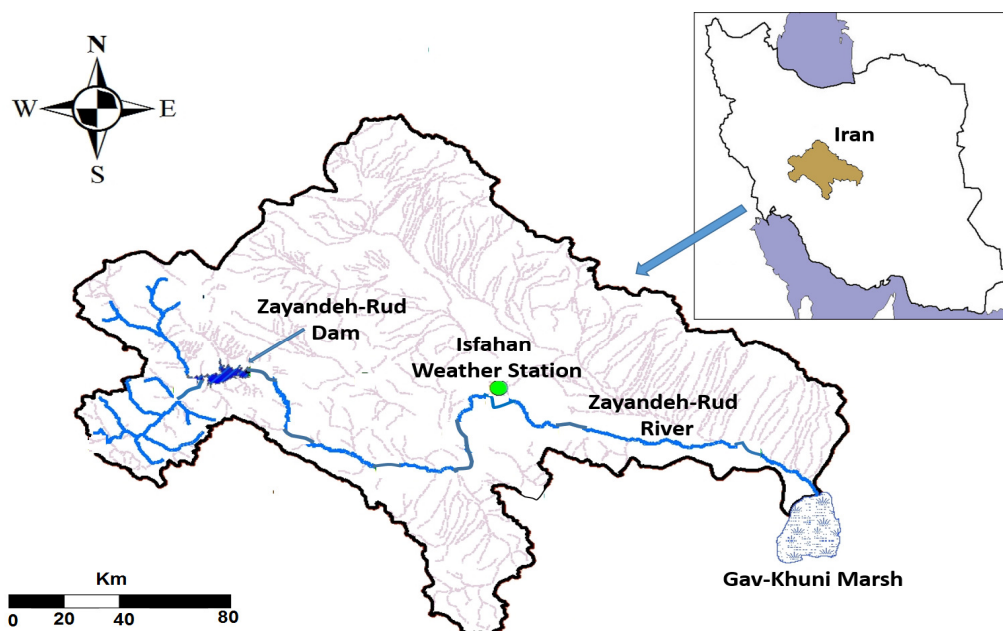 N
W
E
S
Iran
Zayandeh-Rud
Dam
Isfahan
Weather Station
Zayandeh-Rud
River
Gav-Khuni Marsh
Km
0 20 40 80